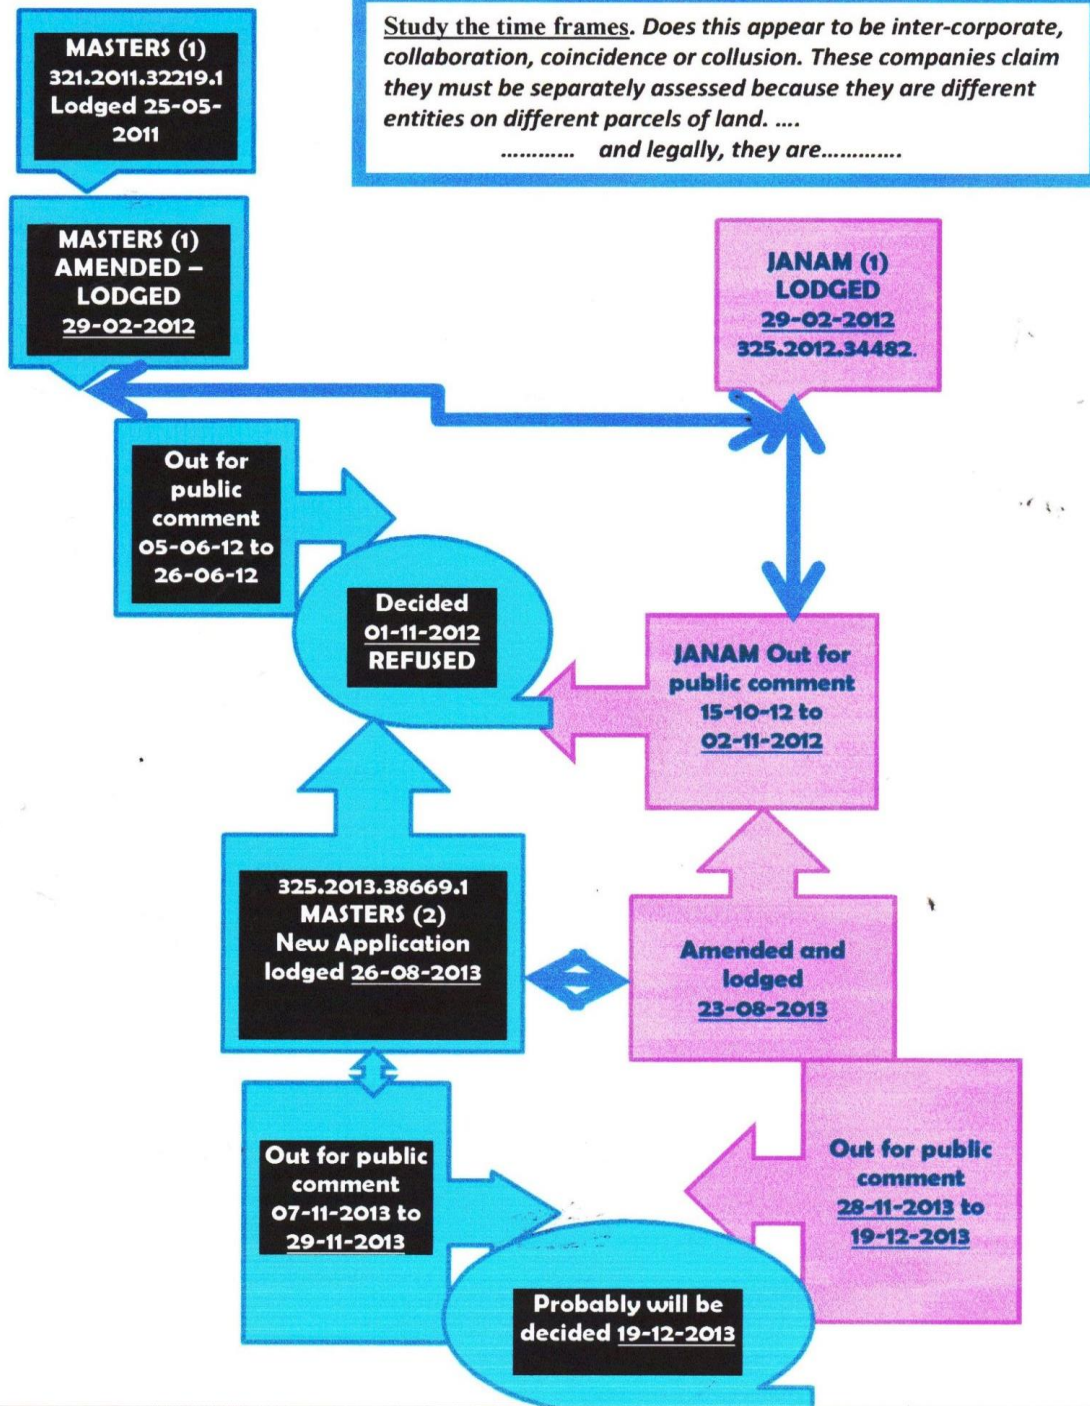 Study the time frames. Does this appear to be inter-corporate,
collaboration, coincidence or collusion. These companies claim
they must be separately assessed because they are different
entities on different parcels of land. ....
............ and legally, they are.............
MASTERS (1)
321.2011.32219.1
Lodged 25-05-
2011
MASTERS (1)
AMENDED –
LODGED
29-02-2012
JANAM (1)
LODGED
29-02-2012
325.2012.34482.
Out for
public
comment
05-06-12 to
26-06-12
Decided
01-11-2012
REFUSED
JANAM Out for
public comment
15-10-12 to
02-11-2012
325.2013.38669.1
MASTERS (2)
New Application
lodged 26-08-2013
Amended and
lodged
23-08-2013
Out for public
comment
07-11-2013 to
29-11-2013
Out for public
comment
28-11-2013 to
19-12-2013
Probably will be
decided 19-12-2013